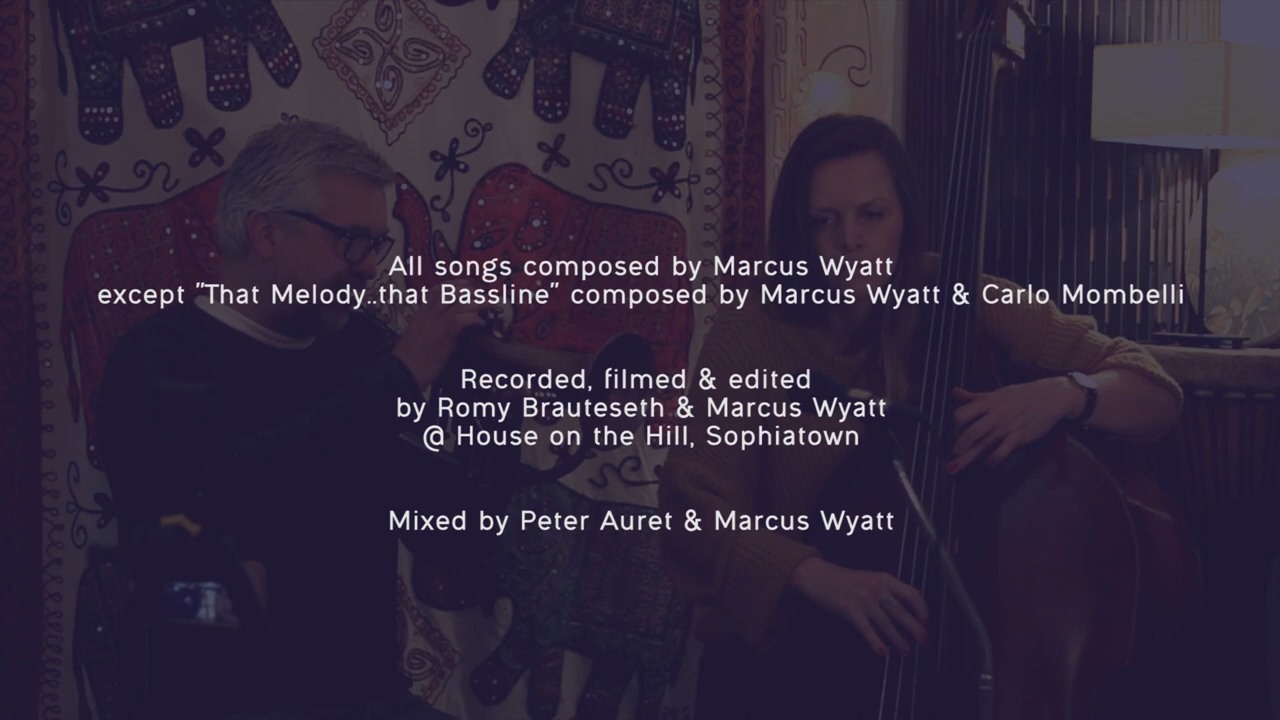 All songs composed by Marcus Wyatt
except "That Melody..that Bassline" composed by Marcus Wyatt & Carlo Mombelli
Recorded, filmed & edited
by Romy Brauteseth & Marcus Wyatt
@ House on the Hill, Sophiatown
Mixed by Peter Auret & Marcus Wyatt